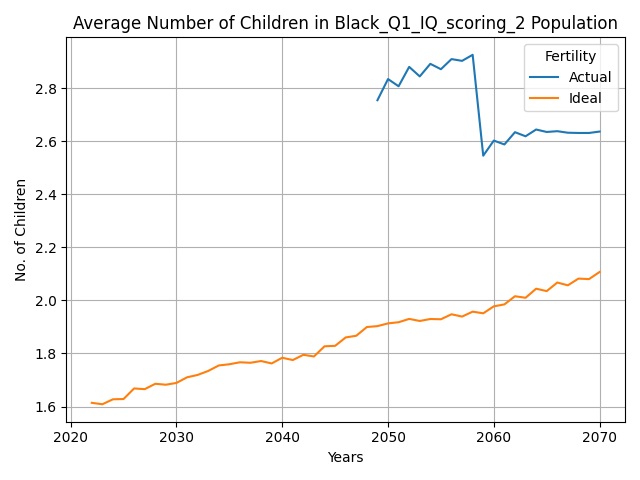 Average Number of Children in Black_Q1_IQ_scoring_2 Population
Fertility
Actual
Ideal
No. of Children
2.8
2.6
2.4
2.2
2.0
1.8
1.6
2020 2030 2040 2050 2060 2070
Years